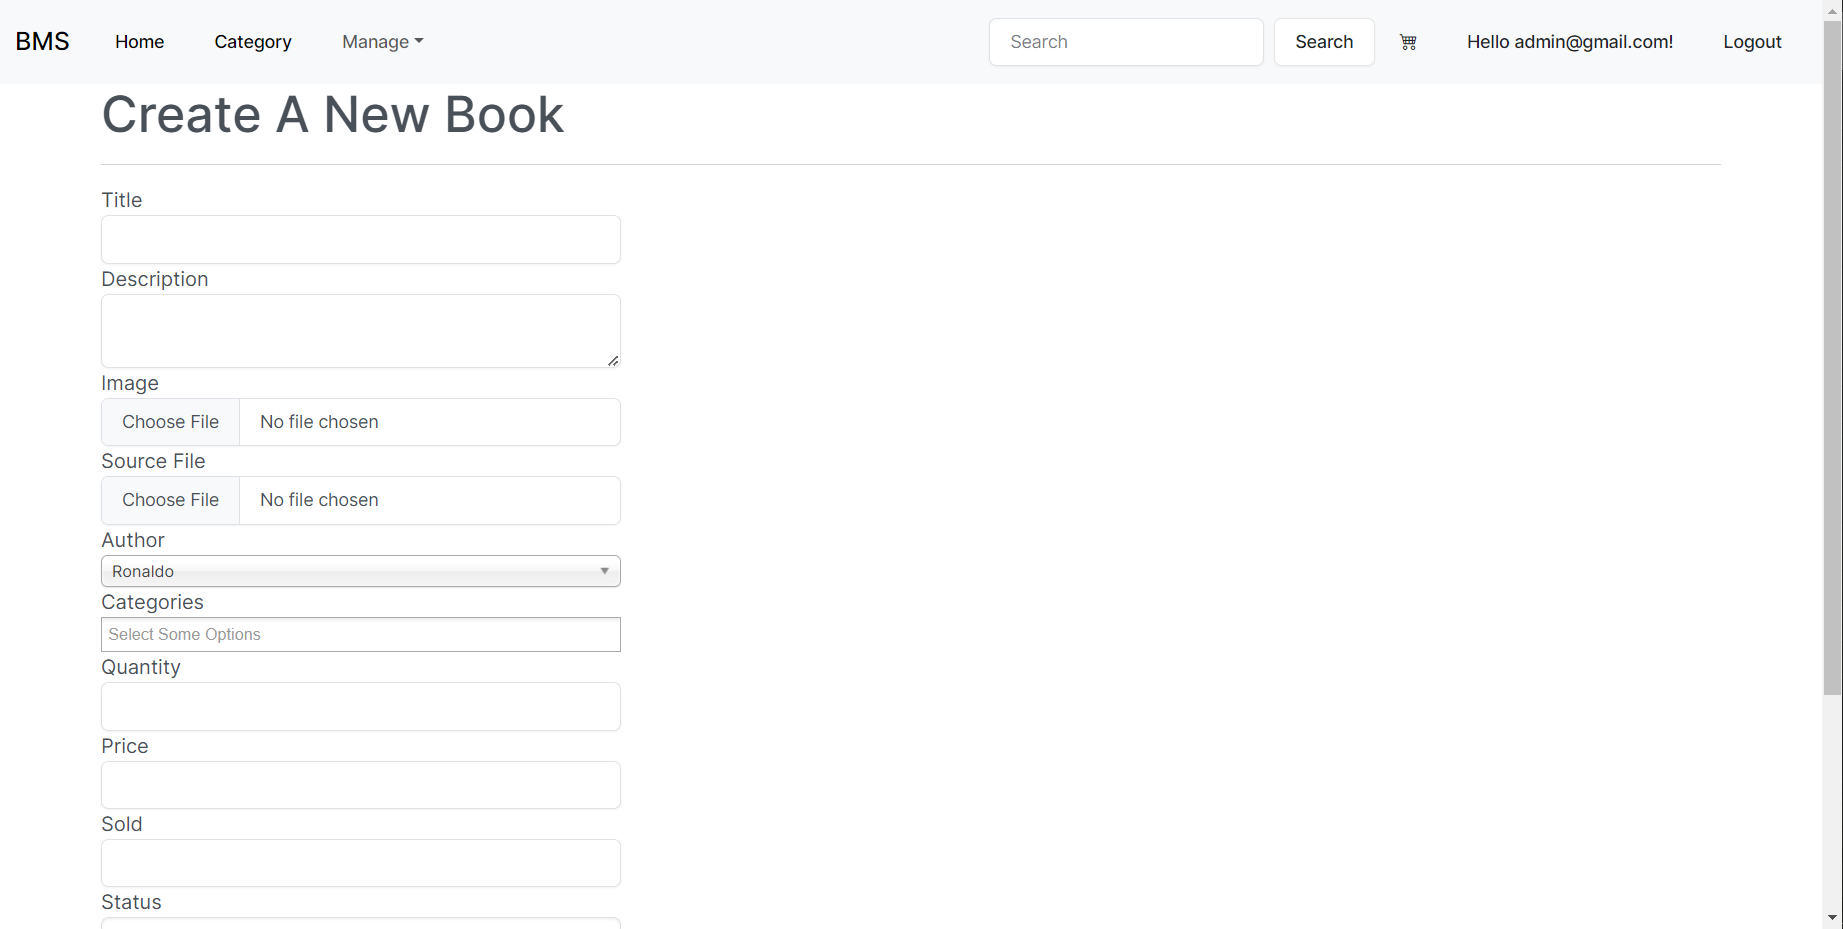 BMS Home Category Manage Search Search Hello admin@gmail.com! Logout
Create A New Book
Title
Description
Image
Choose File No file chosen
Source File
Choose File No file chosen
Author
Ronaldo
Categories
Select Some Options
Quantity
Price
Sold
Status